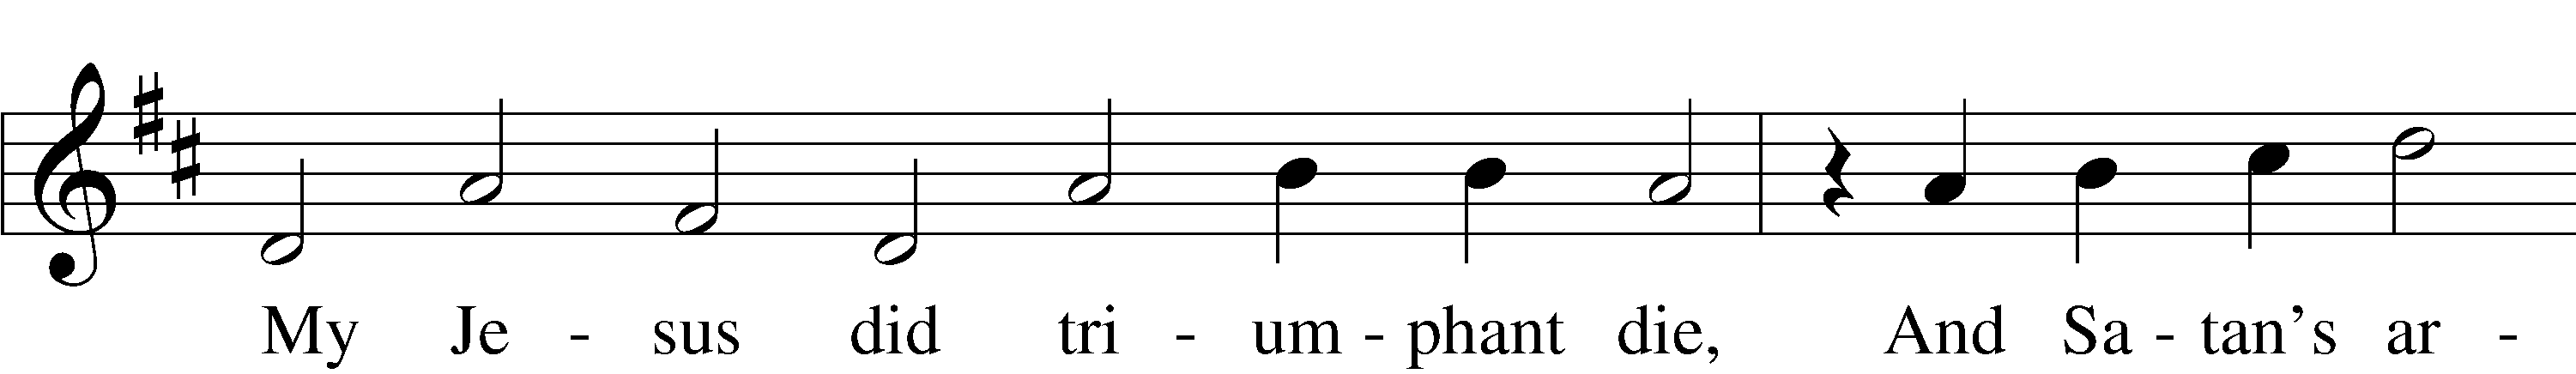 My Je - sus did tri - um - phant die, And Sa - tan's ar -